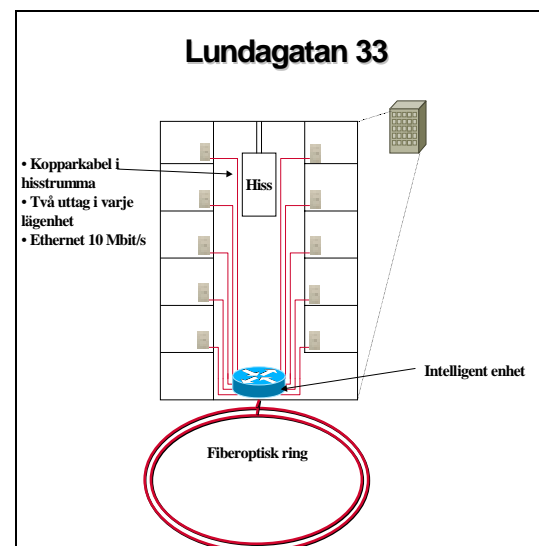 Lundagatan 33
• Kopparkabel i
hisstrumma
• Två uttag i varje
lägenhet
• Ethernet 10 Mbit/s
Hiss
Intelligent enhet
Fiberoptisk ring